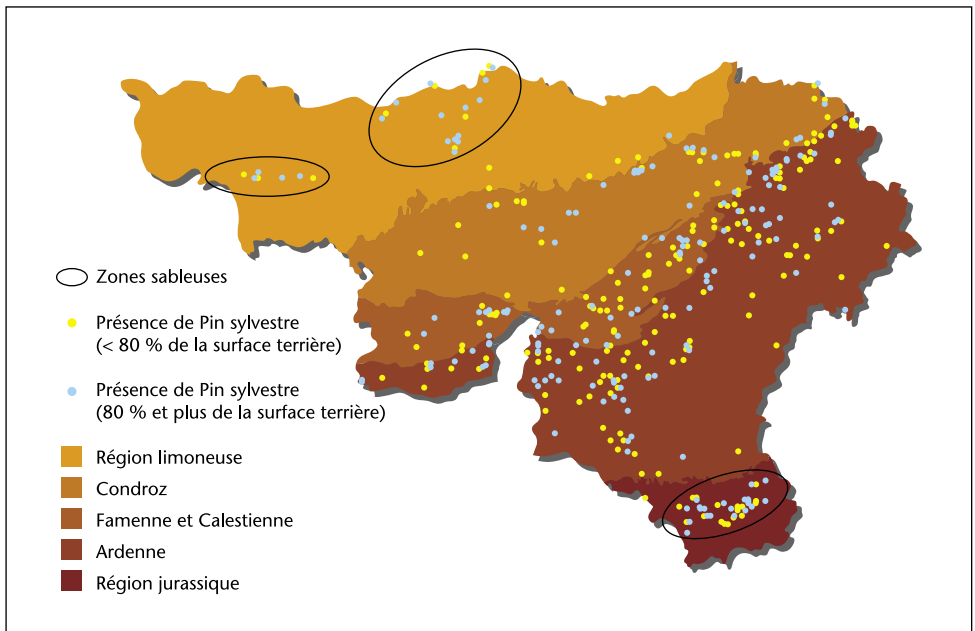 Zones sableuses
Présence de Pin sylvestre
(< 80 % de la surface terrière)
Présence de Pin sylvestre
(80 % et plus de la surface terrière)
Région limoneuse
Condroz
Famenne et Calestienne
Ardenne
Région jurassique